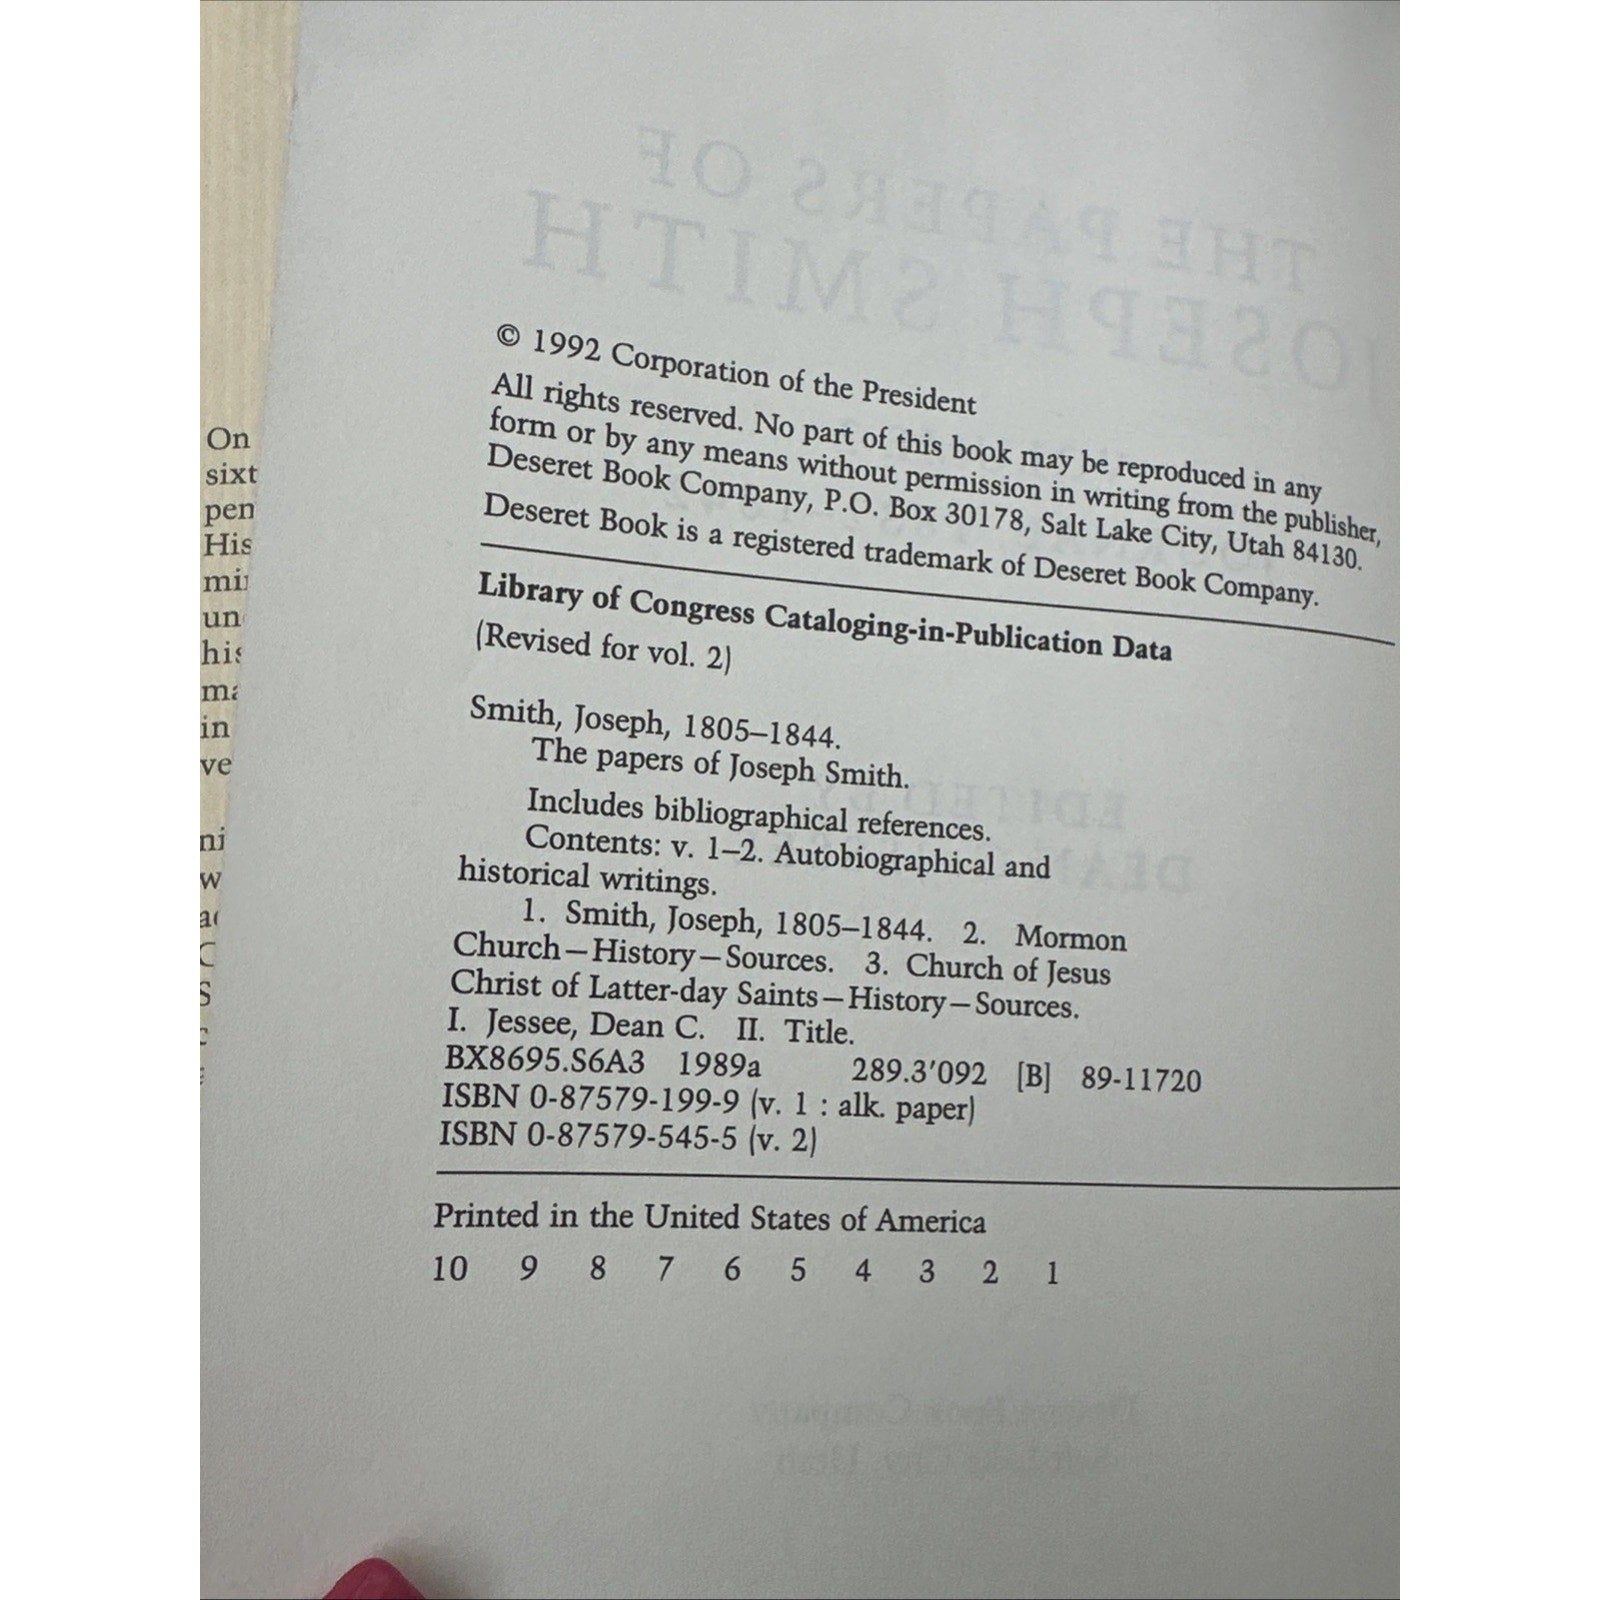 THE PAPERS OF
JOSEPH SMITH
© 1992 Corporation of the President
All rights reserved. No part of this book may be reproduced in any
form or by any means without permission in writing from the publisher,
Deseret Book Company, P.O. Box 30178, Salt Lake City, Utah 84130.
Deseret Book is a registered trademark of Deseret Book Company.
Library of Congress Cataloging-in-Publication Data
(Revised for vol. 2)
Smith, Joseph, 1805–1844.
The papers of Joseph Smith.
Includes bibliographical references.
Contents: v. 1–2. Autobiographical and
historical writings.
1. Smith, Joseph, 1805–1844. 2. Mormon
Church—History—Sources. 3. Church of Jesus
Christ of Latter-day Saints—History—Sources.
I. Jessee, Dean C. II. Title.
BX8695.S6A3 1989a 289.3'092 [B] 89-11720
ISBN 0-87579-199-9 (v. 1 : alk. paper)
ISBN 0-87579-545-5 (v. 2)
Printed in the United States of America
10 9 8 7 6 5 4 3 2 1
On
sixt
pen
His
un
in
ve